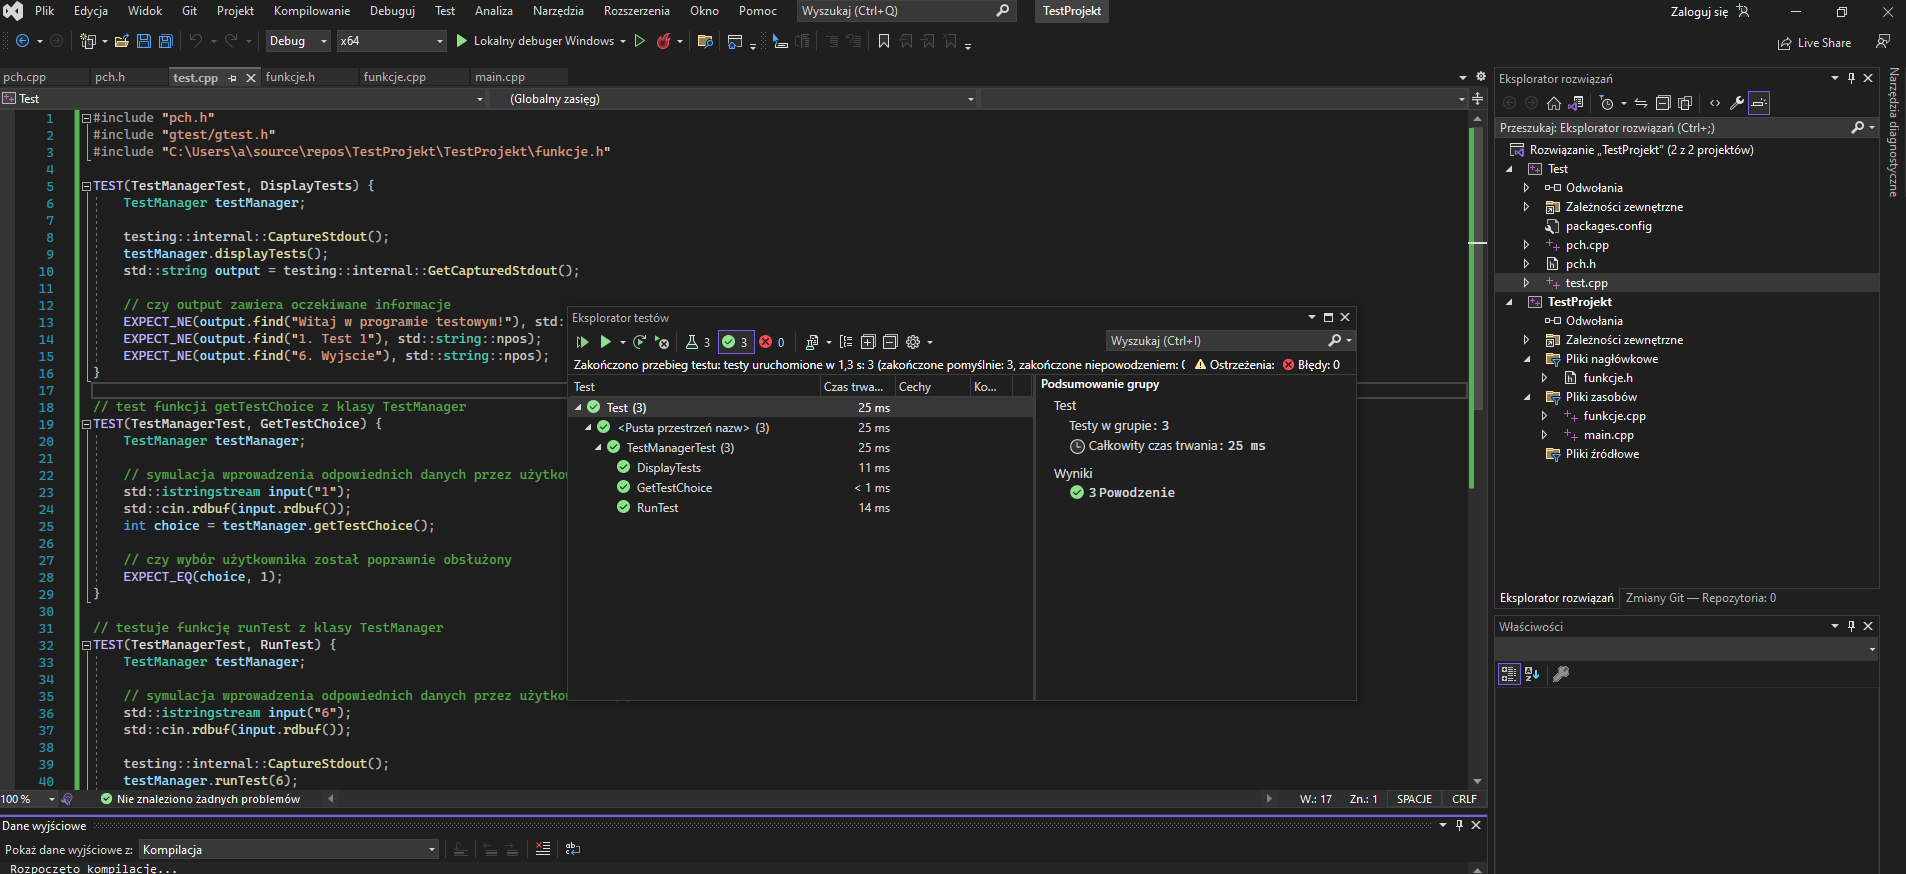 Plik Edycja Widok Git Projekt Kompilowanie Debuguj Test Analiza Narzędzia Rozszerzenia Okno Pomoc Wyszukaj (Ctrl+Q) TestProjekt Zaloguj się
Debug x64 Lokalny debuger Windows Live Share
pch.cpp pch.h test.cpp funkcje.h funkcje.cpp main.cpp
Test (Globalny zasięg)
1 #include "pch.h"
2 #include "gtest/gtest.h"
3 #include "C:\Users\a\source\repos\TestProjekt\TestProjekt\funkcje.h"
4
5 TEST(TestManagerTest, DisplayTests) {
6 TestManager testManager;
7
8 testing::internal::CaptureStdout();
9 testManager.displayTests();
10 std::string output = testing::internal::GetCapturedStdout();
11
12 // czy output zawiera oczekiwane informacje
13 EXPECT_NE(output.find("Witaj w programie testowym!"), std:
14 EXPECT_NE(output.find("1. Test 1"), std::string::npos);
15 EXPECT_NE(output.find("6. Wyjscie"), std::string::npos);
16 }
17
18 // test funkcji getTestChoice z klasy TestManager
19 TEST(TestManagerTest, GetTestChoice) {
20 TestManager testManager;
21
22 // symulacja wprowadzenia odpowiednich danych przez użytkow
23 std::istringstream input("1");
24 std::cin.rdbuf(input.rdbuf());
25 int choice = testManager.getTestChoice();
26
27 // czy wybór użytkownika został poprawnie obsłużony
28 EXPECT_EQ(choice, 1);
29 }
30
31 // testuje funkcję runTest z klasy TestManager
32 TEST(TestManagerTest, RunTest) {
33 TestManager testManager;
34
35 // symulacja wprowadzenia odpowiednich danych przez użytkow
36 std::istringstream input("6");
37 std::cin.rdbuf(input.rdbuf());
38
39 testing::internal::CaptureStdout();
40 testManager.runTest(6);
100 % Nie znaleziono żadnych problemów W.: 17 Zn.: 1 SPACJE CRLF
Dane wyjściowe
Pokaż dane wyjściowe z: Kompilacja
Rozpoczęto kompilację...
Eksplorator testów
3 3 0 Wyszukaj (Ctrl+I)
Zakończono przebieg testu: testy uruchomione w 1,3 s: 3 (zakończone pomyślnie: 3, zakończone niepowodzeniem: ( Ostrzeżenia: Błędy: 0
Test Czas trwa... Cechy Ko...
Test (3) 25 ms
<Pusta przestrzeń nazw> (3) 25 ms
TestManagerTest (3) 25 ms
DisplayTests 11 ms
GetTestChoice < 1 ms
RunTest 14 ms
Podsumowanie grupy
Test
Testy w grupie: 3
Całkowity czas trwania: 25 ms
Wyniki
3 Powodzenie
Eksplorator rozwiązań
Przeszukaj: Eksplorator rozwiązań (Ctrl+;)
Rozwiązanie „TestProjekt” (2 z 2 projektów)
Test
Odwołania
Zależności zewnętrzne
packages.config
pch.cpp
pch.h
test.cpp
TestProjekt
Odwołania
Zależności zewnętrzne
Pliki nagłówkowe
funkcje.h
Pliki zasobów
funkcje.cpp
main.cpp
Pliki źródłowe
Eksplorator rozwiązań Zmiany Git — Repozytoria: 0
Właściwości
Narzędzia diagnostyczne